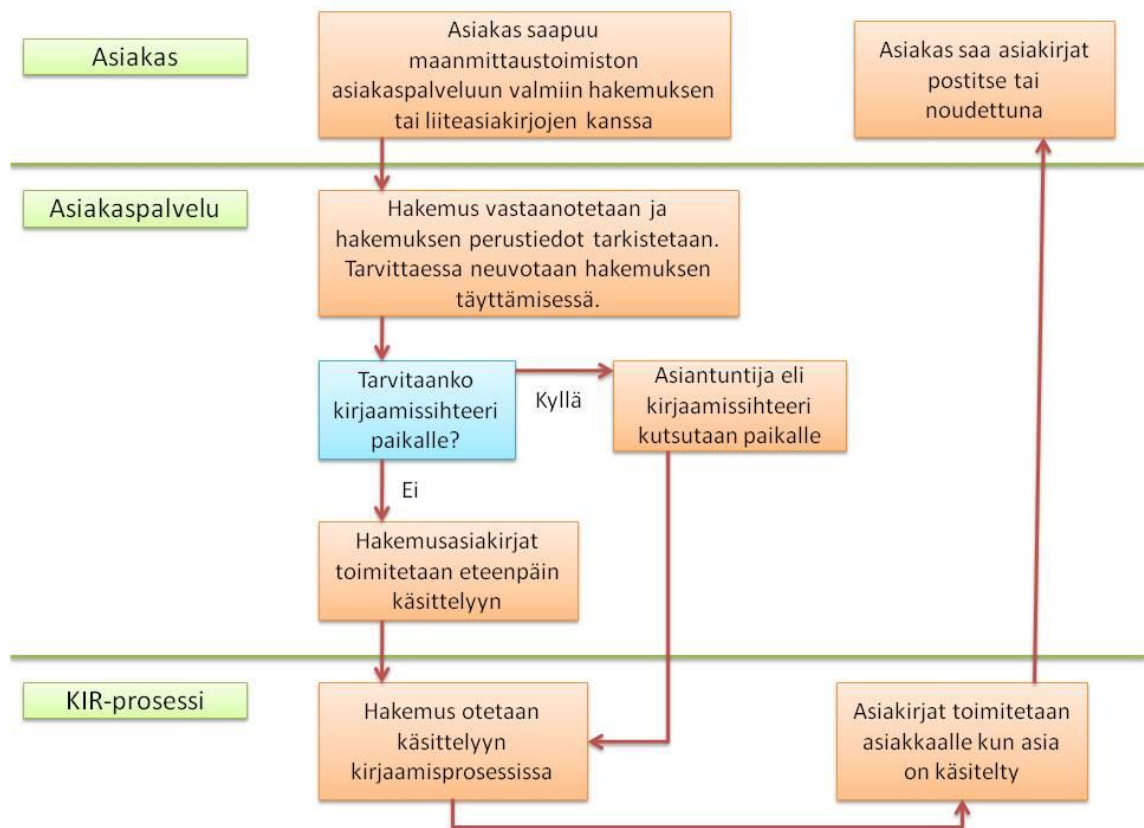 Asiakas
Asiakas saapuu
maanmittaustoimiston
asiakaspalveluun valmiin hakemuksen
tai liiteasiakirjojen kanssa
Asiakas saa asiakirjat
postitse tai
noudettuna
Asiakaspalvelu
Hakemus vastaanotetaan ja
hakemuksen perustiedot tarkistetaan.
Tarvittaessa neuvotaan hakemuksen
täyttämisessä.
Tarvitaanko
kirjaamissihteeri
paikalle?
Kyllä
Asiantuntija eli
kirjaamissihteeri
kutsutaan paikalle
Ei
Hakemusasiakirjat
toimitetaan eteenpäin
käsittelyyn
KIR-prosessi
Hakemus otetaan
käsittelyyn
kirjaamisprosessissa
Asiakirjat toimitetaan
asiakkaalle kun asia
on käsitelty